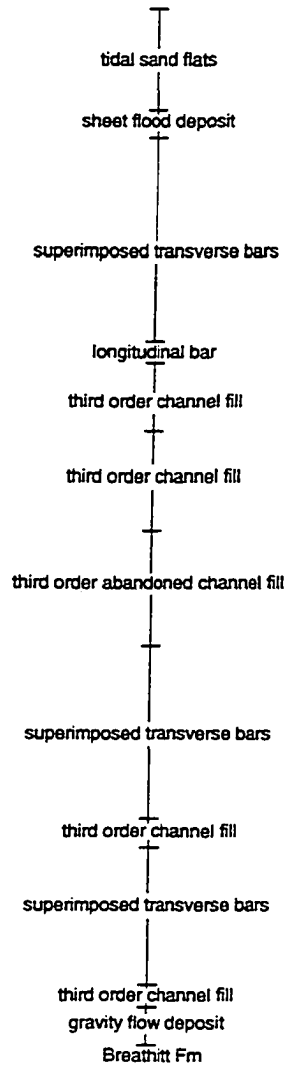 tidal sand flats
sheet flood deposit
superimposed transverse bars
longitudinal bar
third order channel fill
third order channel fill
third order abandoned channel fill
superimposed transverse bars
third order channel fill
superimposed transverse bars
third order channel fill
gravity flow deposit
Breathitt Fm